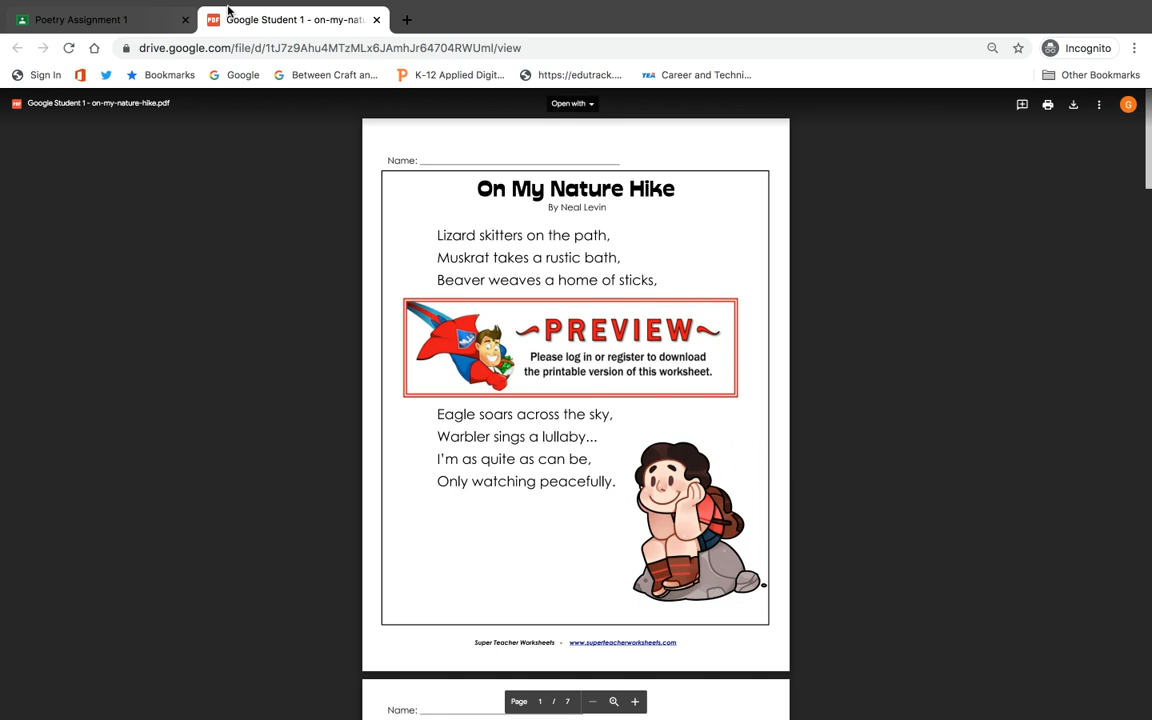 Poetry Assignment 1
Google Student 1 - on-my-natu
drive.google.com/file/d/1tJ7z9Ahu4MTzMLx6JAmhJr64704RWUml/view
Incognito
Sign In
Bookmarks
Google
Between Craft an...
K-12 Applied Digit...
https://edutrack....
TEA Career and Techni...
Other Bookmarks
PDF Google Student 1 - on-my-nature-hike.pdf
Open with
G
Name:
On My Nature Hike
By Neal Levin
Lizard skitters on the path,
Muskrat takes a rustic bath,
Beaver weaves a home of sticks,
~PREVIEW~
Please log in or register to download
the printable version of this worksheet.
Eagle soars across the sky,
Warbler sings a lullaby...
I'm as quite as can be,
Only watching peacefully.
Super Teacher Worksheets - www.superteacherworksheets.com
Name:
Page 1 / 7